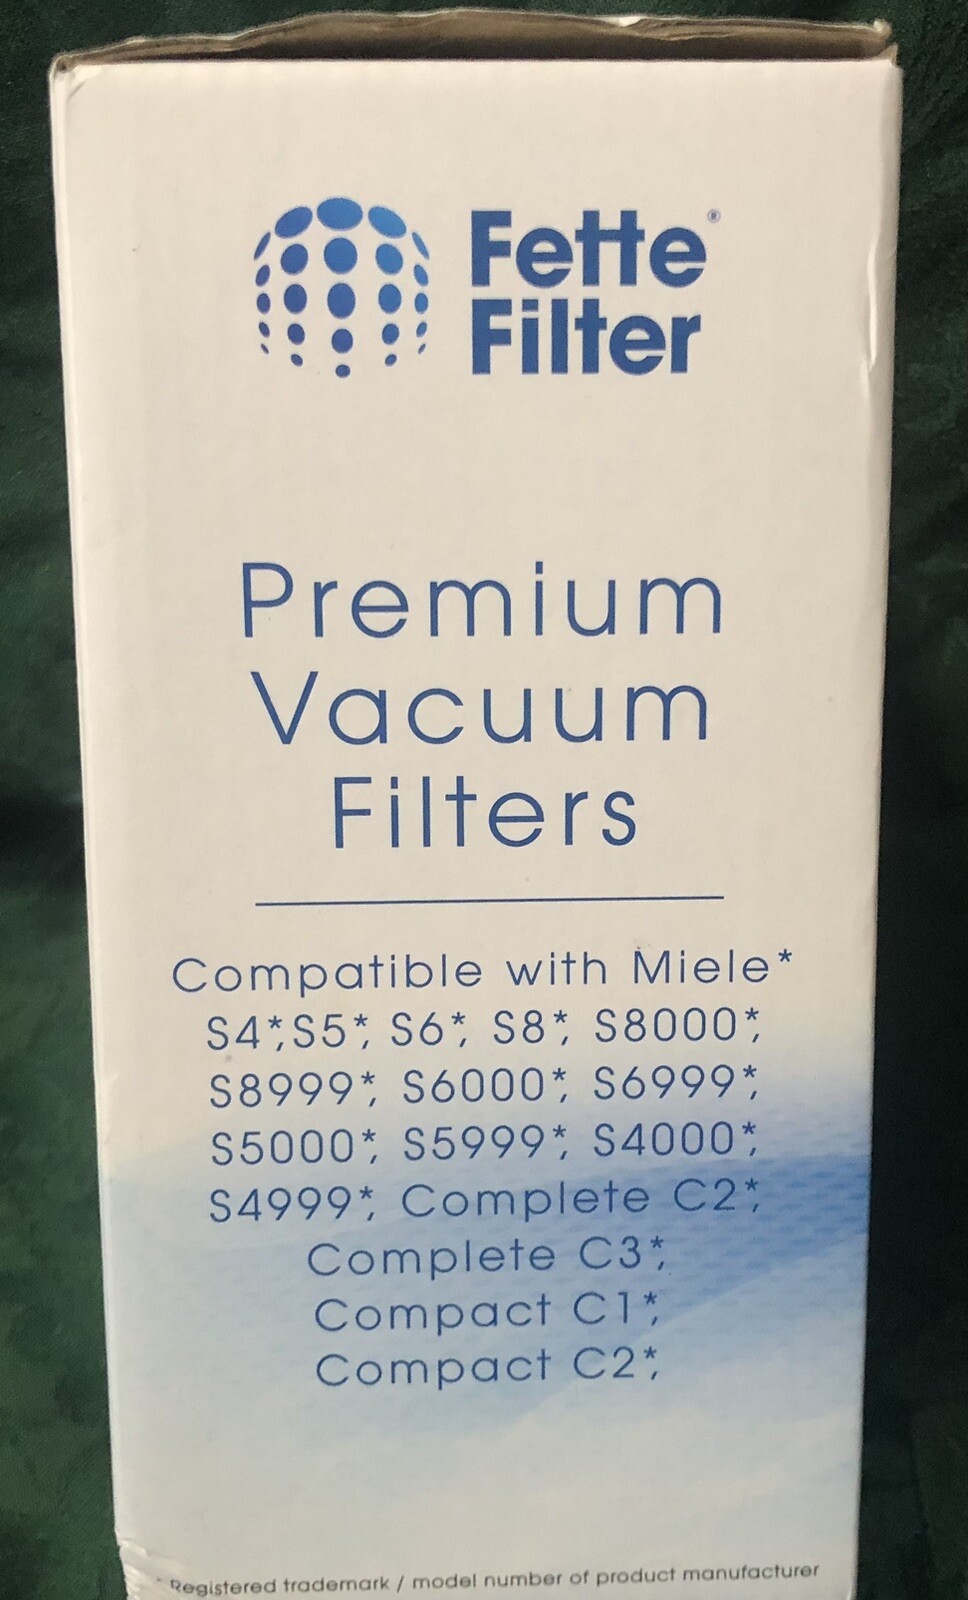 Fette®
Filter
Premium
Vacuum
Filters
Compatible with Miele*
S4*, S5*, S6*, S8*, S8000*,
S8999*, S6000*, S6999*,
S5000*, S5999*, S4000*,
S4999*, Complete C2*,
Complete C3*,
Compact C1*,
Compact C2*,
* Registered trademark / model number of product manufacturer